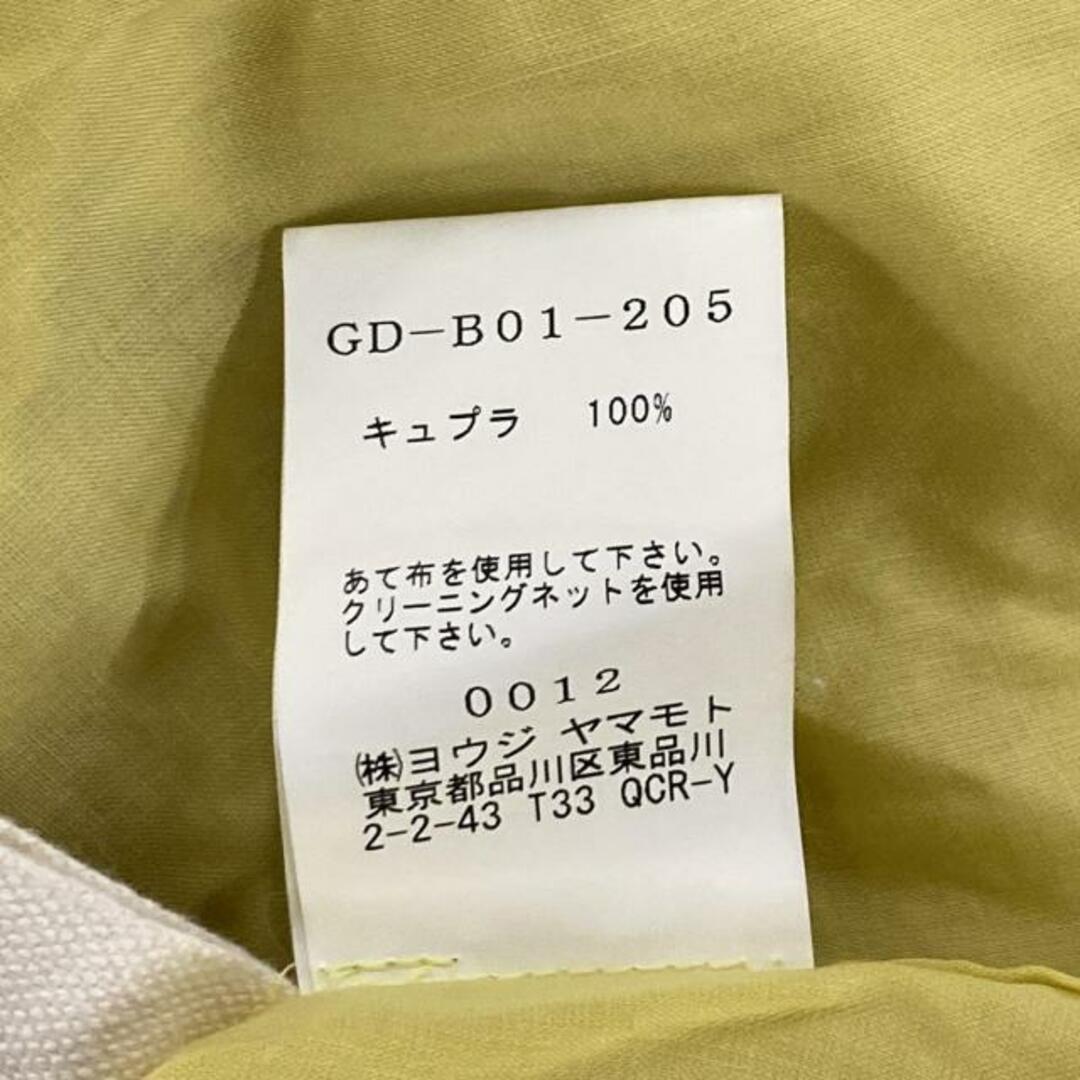 GD-B01-205
キュプラ 100%
あて布を使用して下さい。
クリーニングネットを使用
して下さい。
0012
㈱ヨウジ ヤマモト
東京都品川区東品川
2-2-43 T33 QCR-Y